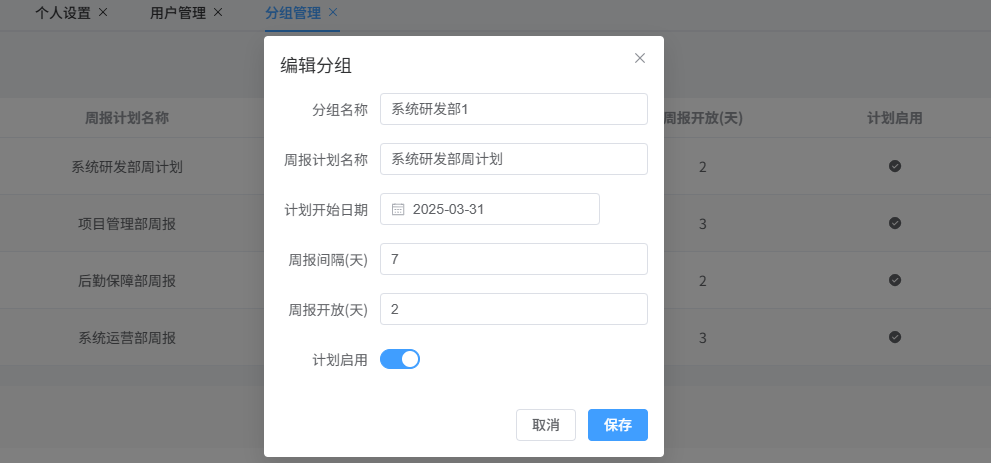 个人设置 用户管理 分组管理
编辑分组
分组名称 系统研发部1
周报计划名称 周报开放(天) 计划启用
周报计划名称 系统研发部周计划
系统研发部周计划 2
计划开始日期 2025-03-31
项目管理部周报 3
周报间隔(天) 7
后勤保障部周报 2
周报开放(天) 2
系统运营部周报 3
计划启用
取消 保存